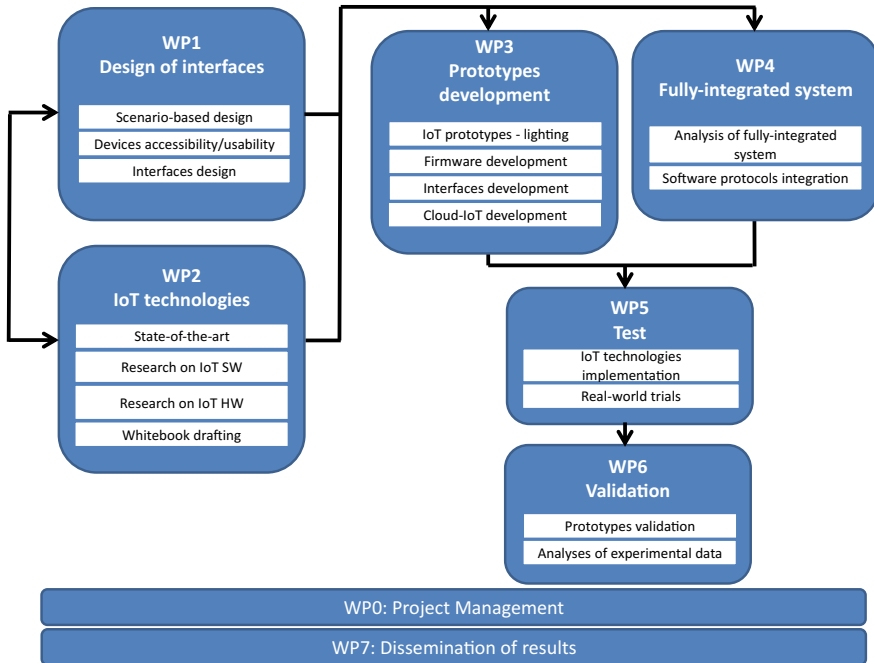 WP1
Design of interfaces
Scenario-based design
Devices accessibility/usability
Interfaces design
WP2
IoT technologies
State-of-the-art
Research on IoT SW
Research on IoT HW
Whitebook drafting
WP3
Prototypes
development
IoT prototypes - lighting
Firmware development
Interfaces development
Cloud-IoT development
WP4
Fully-integrated system
Analysis of fully-integrated
system
Software protocols integration
WP5
Test
IoT technologies
implementation
Real-world trials
WP6
Validation
Prototypes validation
Analyses of experimental data
WP0: Project Management
WP7: Dissemination of results